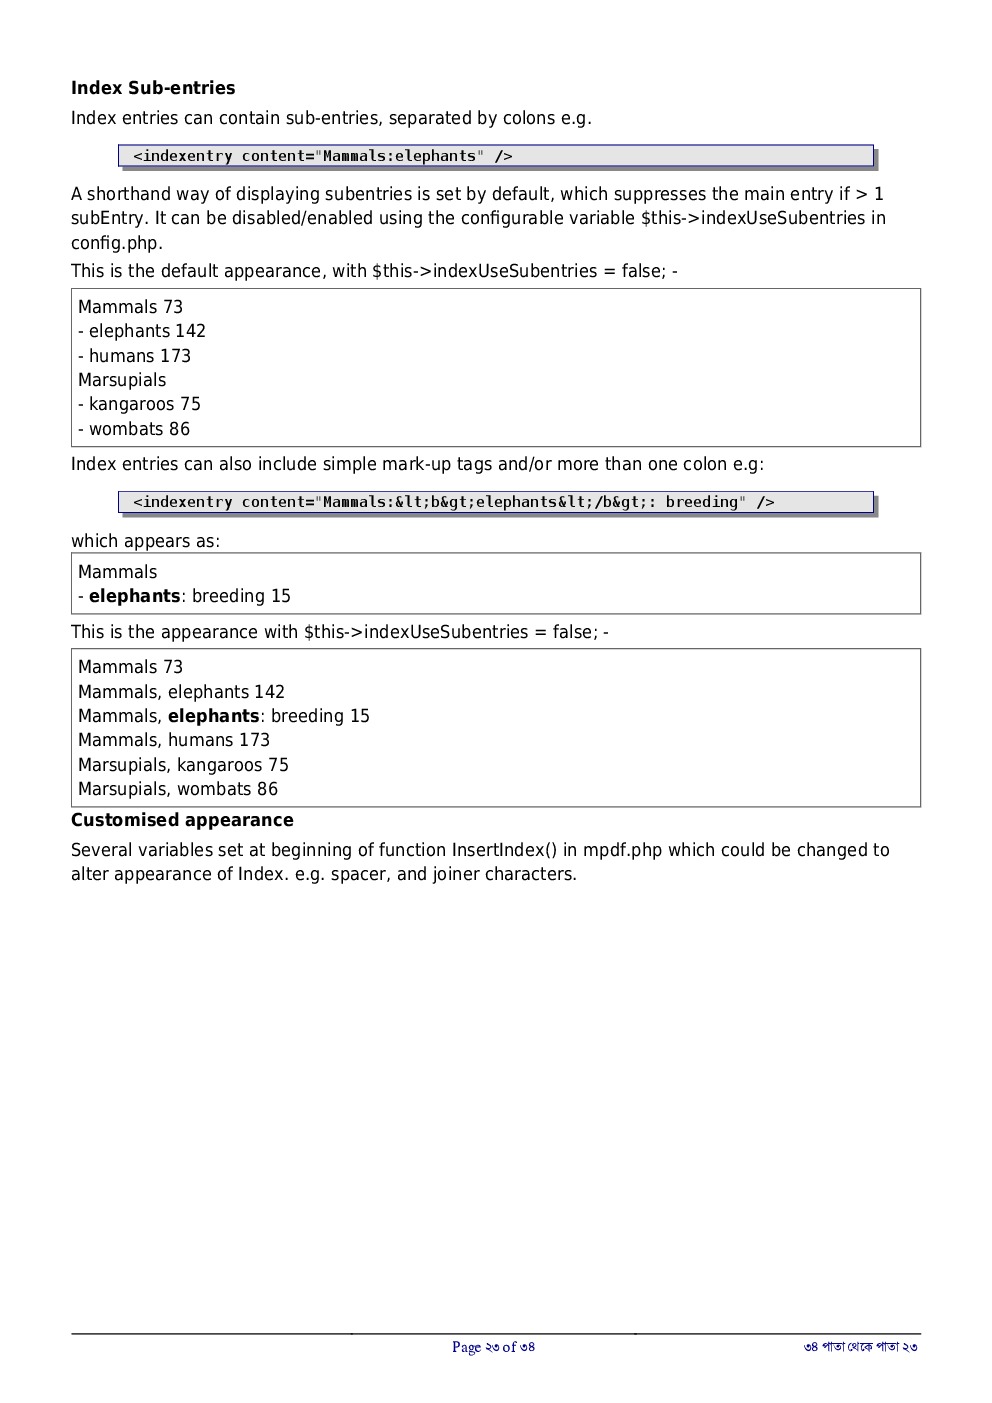 Index Sub-entries
Index entries can contain sub-entries, separated by colons e.g.
<indexentry content="Mammals:elephants" />
A shorthand way of displaying subentries is set by default, which suppresses the main entry if > 1
subEntry. It can be disabled/enabled using the configurable variable $this->indexUseSubentries in
config.php.
This is the default appearance, with $this->indexUseSubentries = false; -
Mammals 73
- elephants 142
- humans 173
Marsupials
- kangaroos 75
- wombats 86
Index entries can also include simple mark-up tags and/or more than one colon e.g:
<indexentry content="Mammals:&lt;b&gt;elephants&lt;/b&gt;: breeding" />
which appears as:
Mammals
- elephants: breeding 15
This is the appearance with $this->indexUseSubentries = false; -
Mammals 73
Mammals, elephants 142
Mammals, elephants: breeding 15
Mammals, humans 173
Marsupials, kangaroos 75
Marsupials, wombats 86
Customised appearance
Several variables set at beginning of function InsertIndex() in mpdf.php which could be changed to
alter appearance of Index. e.g. spacer, and joiner characters.
Page ২৩ of ৩৪
৩৪ পাতা থেকে পাতা ২৩